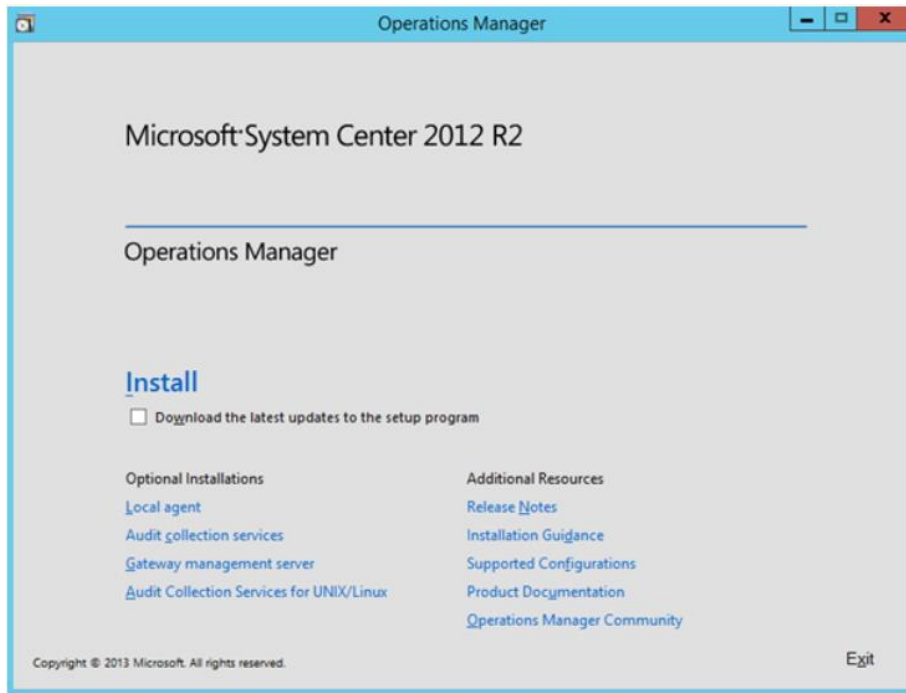 Operations Manager
Microsoft System Center 2012 R2
Operations Manager
Install
Download the latest updates to the setup program
Optional Installations
Local agent
Audit collection services
Gateway management server
Audit Collection Services for UNIX/Linux
Additional Resources
Release Notes
Installation Guidance
Supported Configurations
Product Documentation
Operations Manager Community
Copyright © 2013 Microsoft. All rights reserved.
Exit